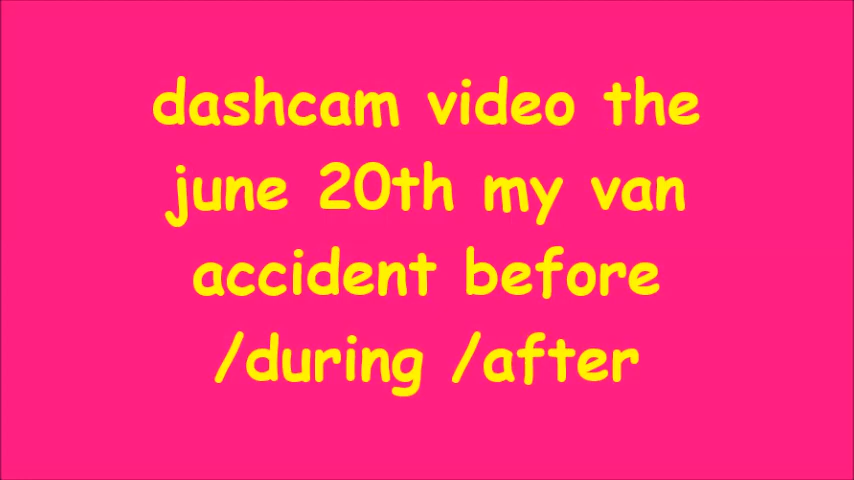 dashcam video the
june 20th my van
accident before
/during /after